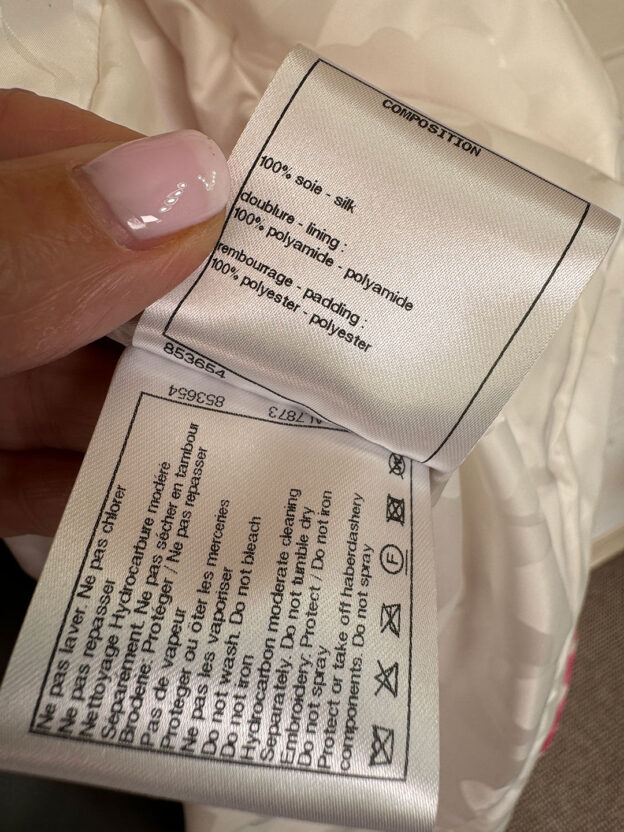 COMPOSITION
100% soie - silk
doublure - lining :
100% polyamide - polyamide
rembourrage - padding :
100% polyester - polyester
853654
853654
AL7873
Ne pas laver. Ne pas chlorer
Ne pas repasser
Nettoyage Hydrocarbure modéré
Séparément. Ne pas sécher en tambour
Broderie: Protéger / Ne pas repasser
Pas de vapeur
Protéger ou ôter les merceries
Ne pas les vaporiser
Do not wash. Do not bleach
Do not iron
Hydrocarbon moderate cleaning
Separately. Do not tumble dry
Embroidery: Protect / Do not iron
Do not spray
Protect or take off haberdashery
components. Do not spray
F